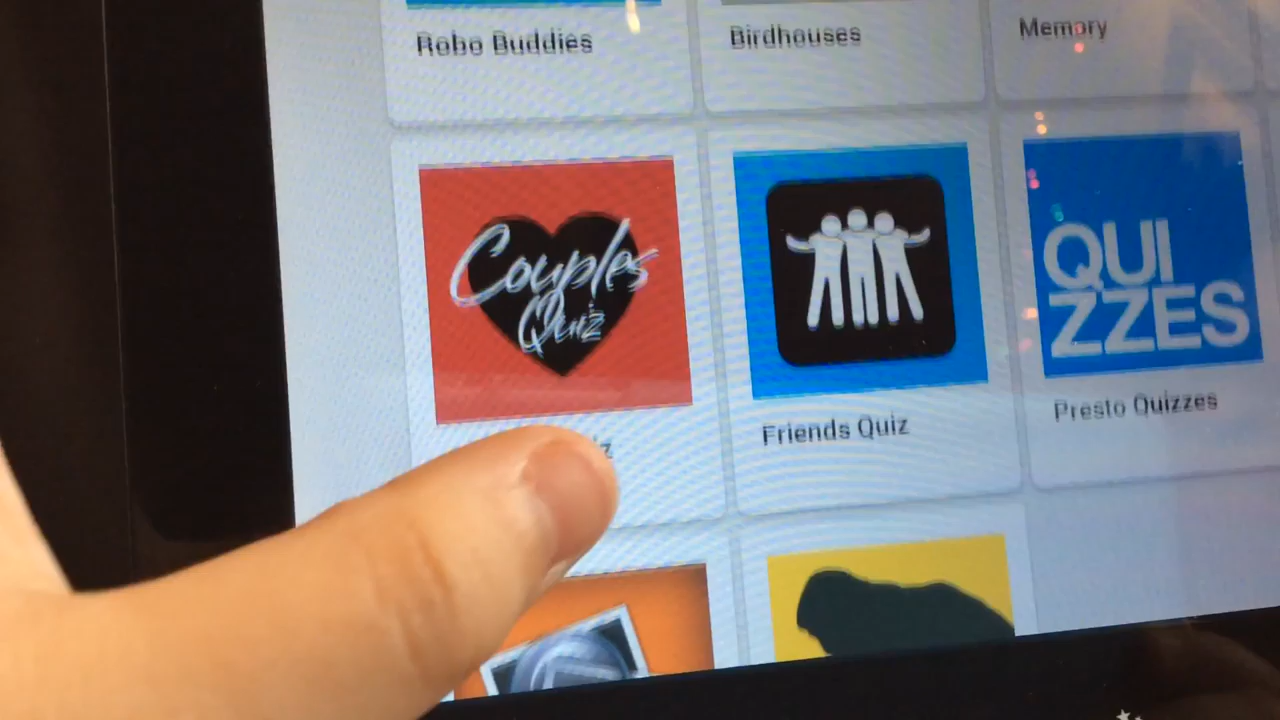 Robo Buddies
Birdhouses
Memory
Couples
Quiz
QUI
ZZES
z
Friends Quiz
Presto Quizzes